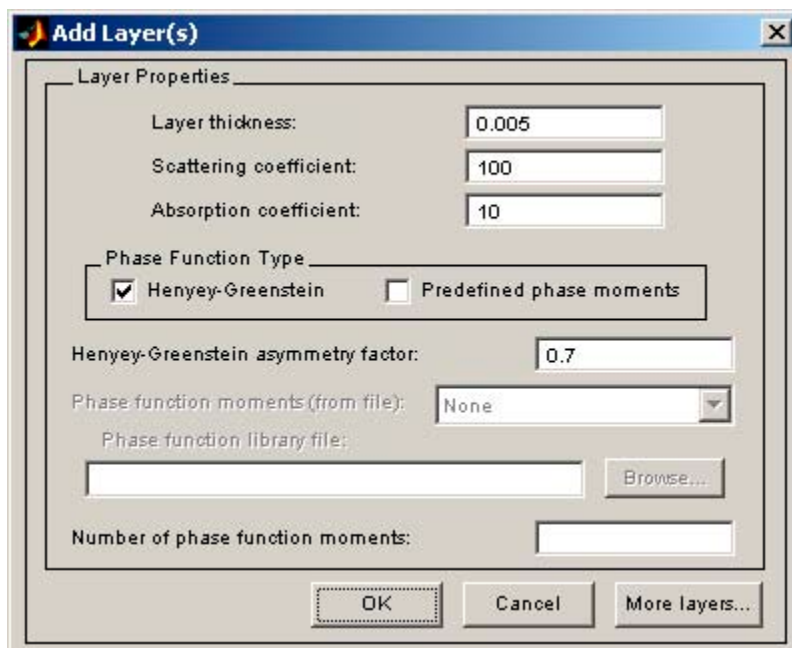 Add Layer(s)
Layer Properties
Layer thickness: 0.005
Scattering coefficient: 100
Absorption coefficient: 10
Phase Function Type
Henyey-Greenstein Predefined phase moments
Henyey-Greenstein asymmetry factor: 0.7
Phase function moments (from file): None
Phase function library file:
Browse...
Number of phase function moments:
OK Cancel More layers...